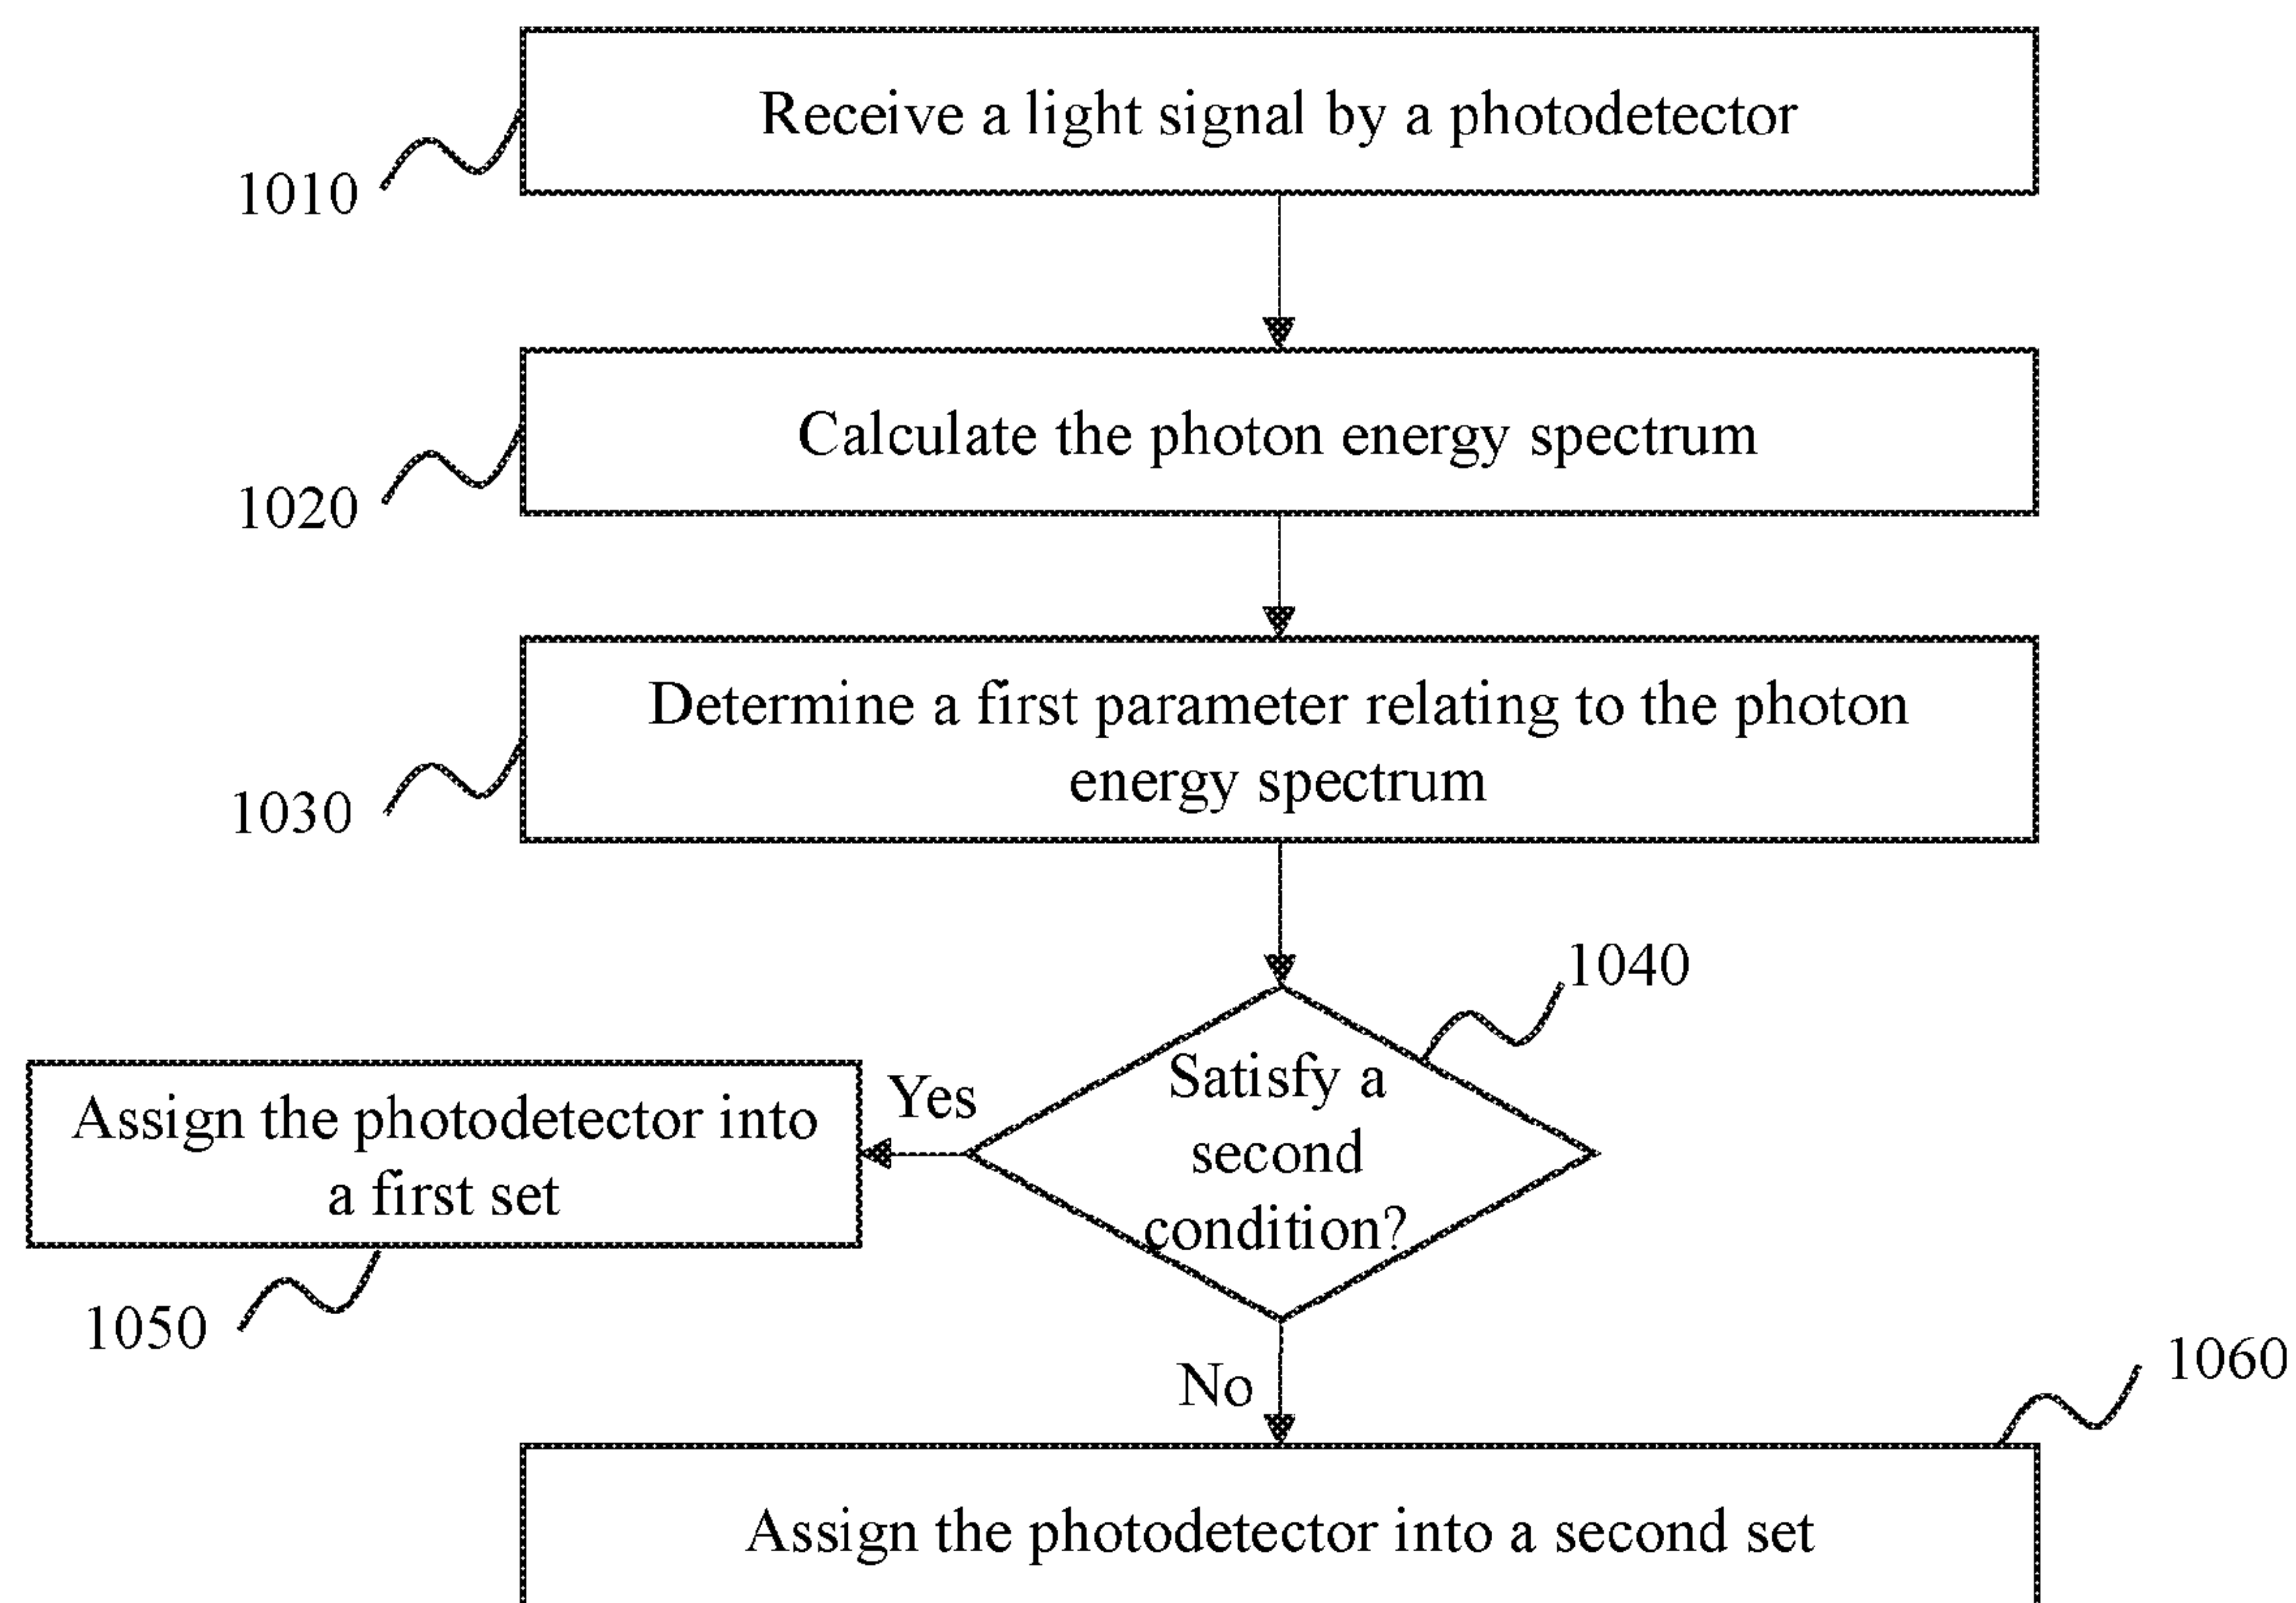 Receive a light signal by a photodetector
1010
Calculate the photon energy spectrum
1020
Determine a first parameter relating to the photon
energy spectrum
1030
1040
Satisfy a
second
condition?
Yes
Assign the photodetector into
a first set
1050
No
1060
Assign the photodetector into a second set